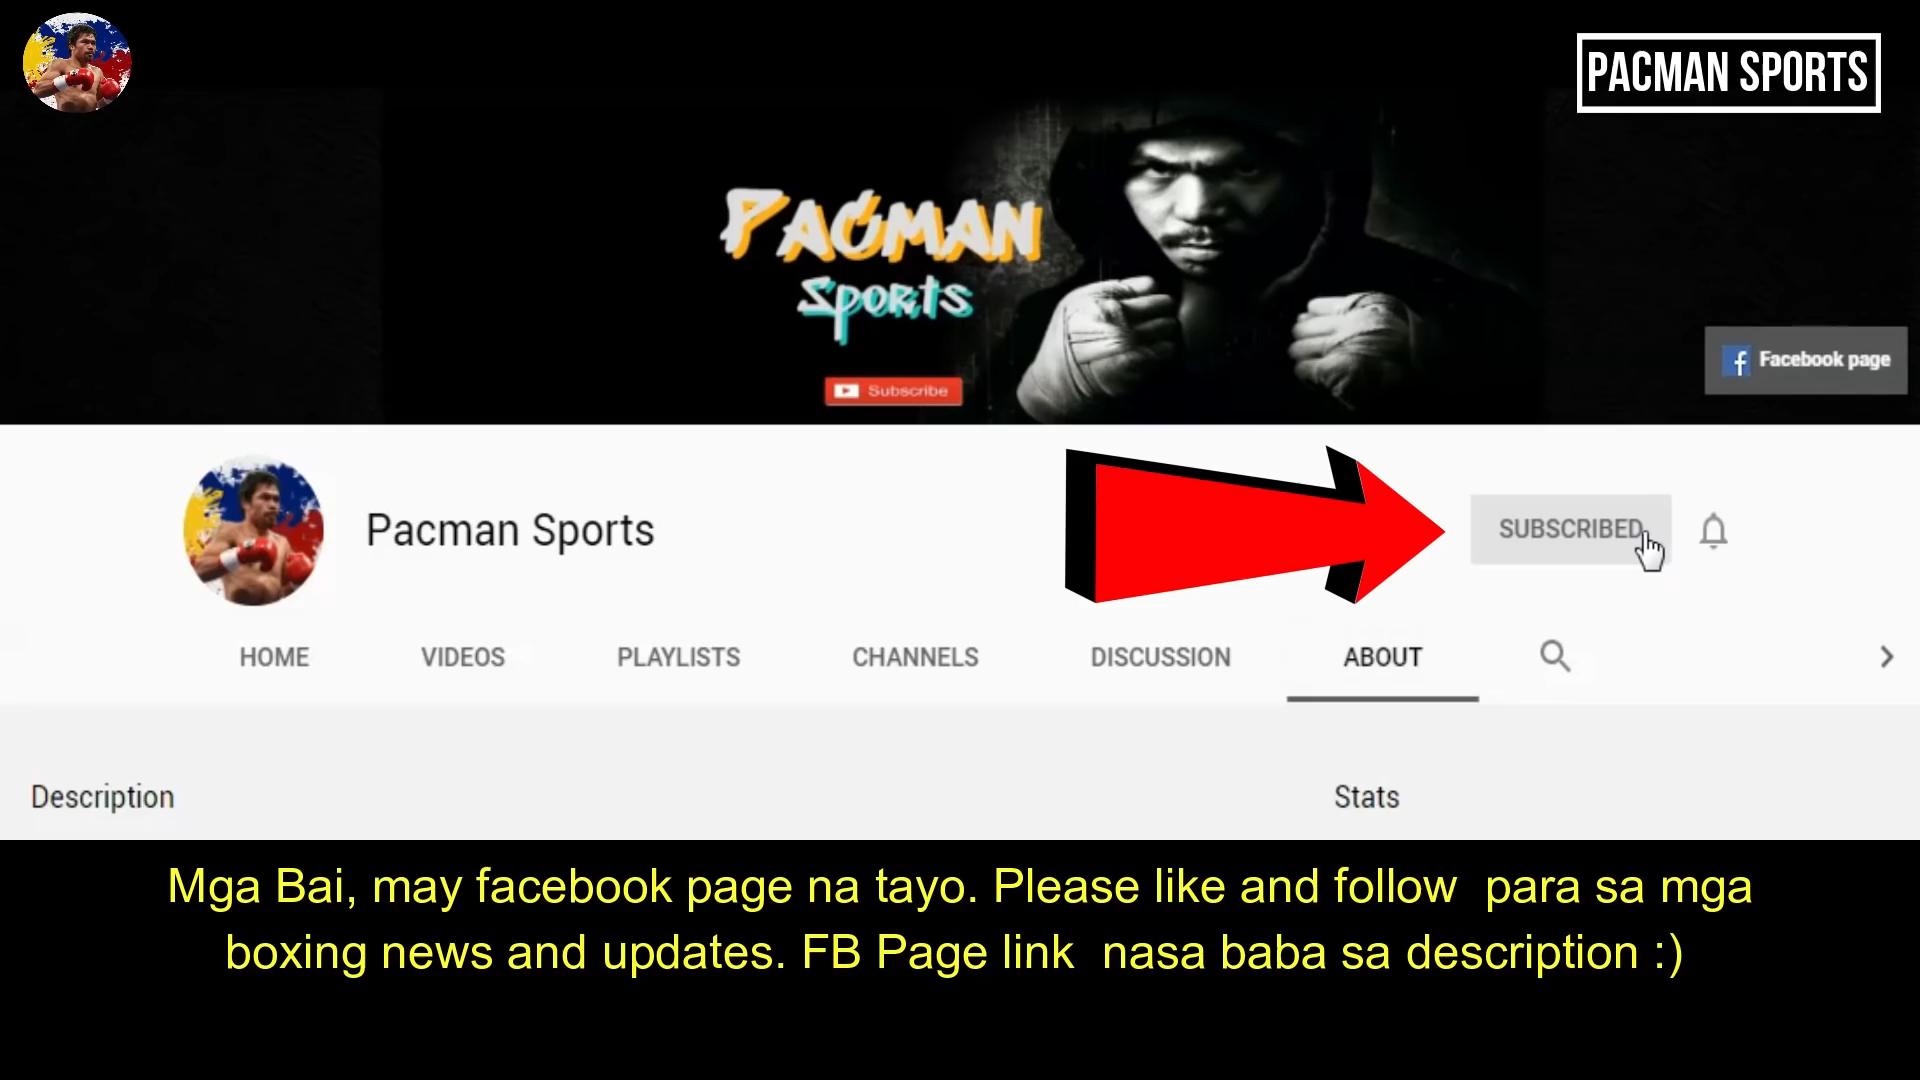 PACMAN SPORTS
PACMAN
Sports
Subscribe
Facebook page
Pacman Sports
SUBSCRIBED
HOME VIDEOS PLAYLISTS CHANNELS DISCUSSION ABOUT
Description Stats
Mga Bai, may facebook page na tayo. Please like and follow para sa mga
boxing news and updates. FB Page link nasa baba sa description :)